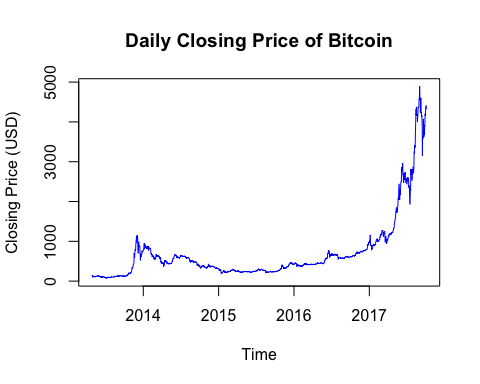 Daily Closing Price of Bitcoin
Closing Price (USD)
5000
3000
1000
0
2014 2015 2016 2017
Time